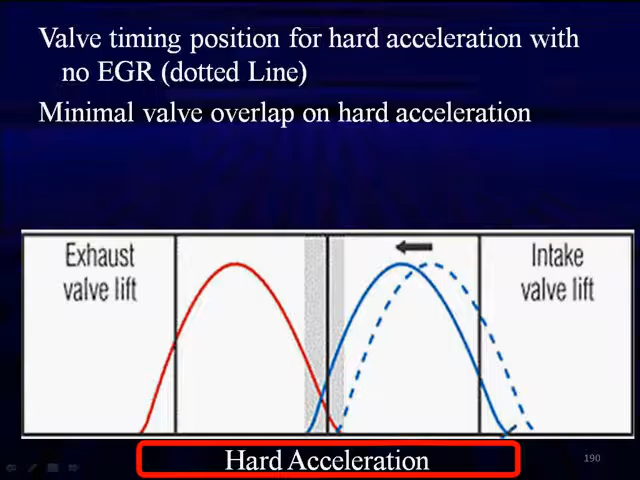 Valve timing position for hard acceleration with
no EGR (dotted Line)
Minimal valve overlap on hard acceleration
Exhaust
valve lift
Intake
valve lift
Hard Acceleration
190